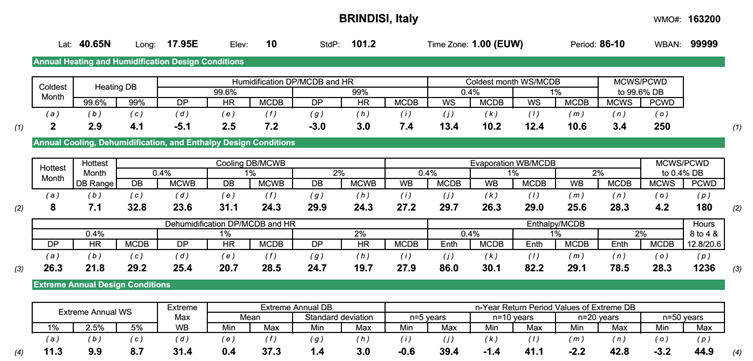 BRINDISI, Italy WMO#: 163200
Lat: 40.65N Long: 17.95E Elev: 10 StdP: 101.2 Time Zone: 1.00 (EUW) Period: 86-10 WBAN: 99999
Annual Heating and Humidification Design Conditions
Coldest Month Heating DB Humidification DP/MCDB and HR Coldest month WS/MCDB MCWS/PCWD to 99.6% DB
99.6% 99% 0.4% 1%
99.6% 99% DP HR MCDB DP HR MCDB WS MCDB WS MCDB MCWS PCWD
(a) (b) (c) (d) (e) (f) (g) (h) (i) (j) (k) (l) (m) (n) (o)
(1) 2 2.9 4.1 -5.1 2.5 7.2 -3.0 3.0 7.4 13.4 10.2 12.4 10.6 3.4 250 (1)
Annual Cooling, Dehumidification, and Enthalpy Design Conditions
Hottest Month Hottest Month DB Range Cooling DB/MCWB Evaporation WB/MCDB MCWS/PCWD to 0.4% DB
0.4% 1% 2% 0.4% 1% 2%
DB MCWB DB MCWB DB MCWB WB MCDB WB MCDB WB MCDB MCWS PCWD
(a) (b) (c) (d) (e) (f) (g) (h) (i) (j) (k) (l) (m) (n) (o) (p)
(2) 8 7.1 32.8 23.6 31.1 24.3 29.9 24.3 27.2 29.7 26.3 29.0 25.6 28.3 4.2 180 (2)
Dehumidification DP/MCDB and HR Enthalpy/MCDB Hours 8 to 4 & 12.8/20.6
0.4% 1% 2% 0.4% 1% 2%
DP HR MCDB DP HR MCDB DP HR MCDB Enth MCDB Enth MCDB Enth MCDB
(a) (b) (c) (d) (e) (f) (g) (h) (i) (j) (k) (l) (m) (n) (o) (p)
(3) 26.3 21.8 29.2 25.4 20.7 28.5 24.7 19.7 27.9 86.0 30.1 82.2 29.1 78.5 28.3 1236 (3)
Extreme Annual Design Conditions
Extreme Annual WS Extreme Max WB Extreme Annual DB n-Year Return Period Values of Extreme DB
Mean Standard deviation n=5 years n=10 years n=20 years n=50 years
1% 2.5% 5% Min Max Min Max Min Max Min Max Min Max Min Max
(a) (b) (c) (d) (e) (f) (g) (h) (i) (j) (k) (l) (m) (n) (o) (p)
(4) 11.3 9.9 8.7 31.4 0.4 37.3 1.4 3.0 -0.6 39.4 -1.4 41.1 -2.2 42.8 -3.2 44.9 (4)